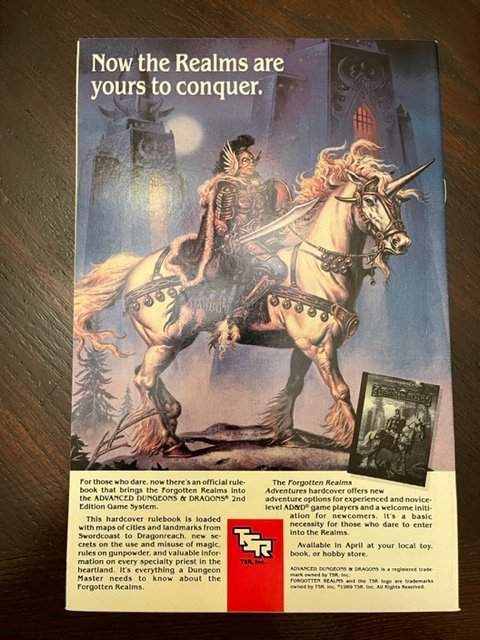 Now the Realms are
yours to conquer.
For those who dare, now there's an official rule-
book that brings the Forgotten Realms into
the ADVANCED DUNGEONS & DRAGONS® 2nd
Edition Game System.
This hardcover rulebook is loaded
with maps of cities and landmarks from
Swordcoast to Dragonreach, new se-
crets on the use and misuse of magic,
rules on gunpowder, and valuable infor-
mation on every specialty priest in the
heartland. It's everything a Dungeon
Master needs to know about the
Forgotten Realms.
TSR
TSR, Inc.
The Forgotten Realms
Adventures hardcover offers new
adventure options for experienced and novice-
level AD&D® game players and a welcome initi-
ation for newcomers. It's a basic
necessity for those who dare to enter
into the Realms.
Available in April at your local toy,
book, or hobby store.
ADVANCED DUNGEONS & DRAGONS is a registered trade-
mark owned by TSR, Inc.
FORGOTTEN REALMS and the TSR logo are trademarks
owned by TSR, Inc. ©1989 TSR, Inc. All Rights Reserved.